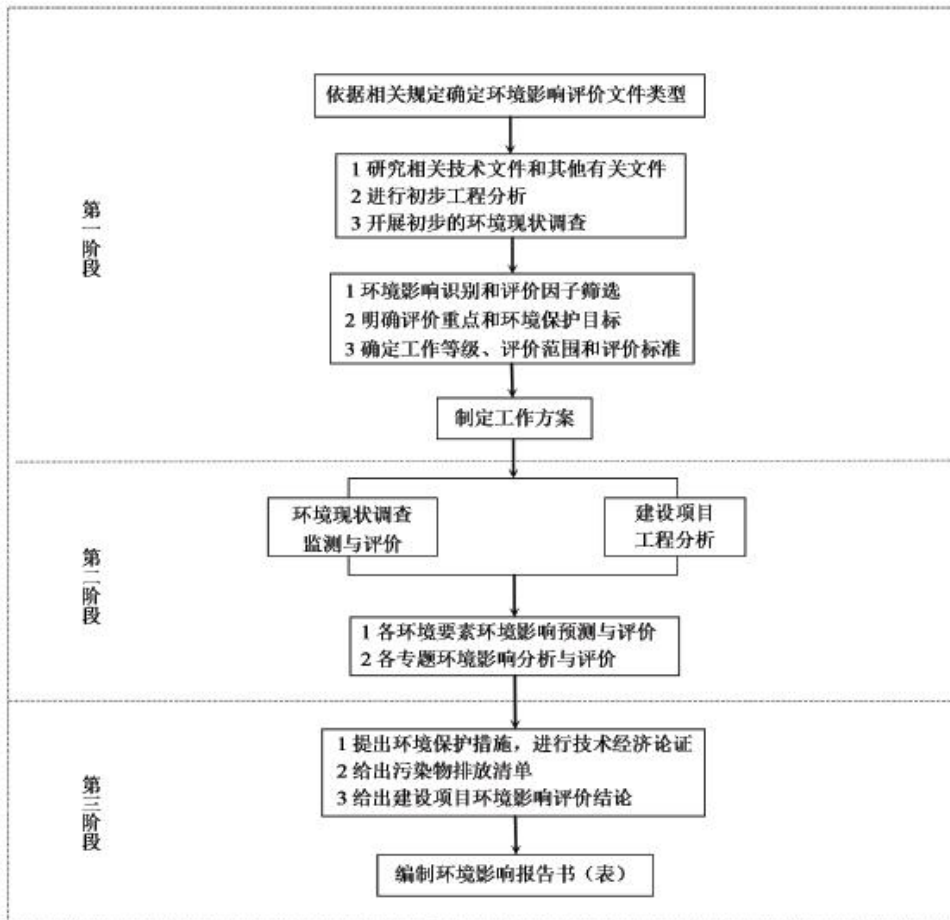 依据相关规定确定环境影响评价文件类型
1 研究相关技术文件和其他有关文件
2 进行初步工程分析
3 开展初步的环境现状调查
第一阶段
1 环境影响识别和评价因子筛选
2 明确评价重点和环境保护目标
3 确定工作等级、评价范围和评价标准
制定工作方案
环境现状调查
监测与评价
建设项目
工程分析
第二阶段
1 各环境要素环境影响预测与评价
2 各专题环境影响分析与评价
1 提出环境保护措施，进行技术经济论证
2 给出污染物排放清单
3 给出建设项目环境影响评价结论
第三阶段
编制环境影响报告书（表）